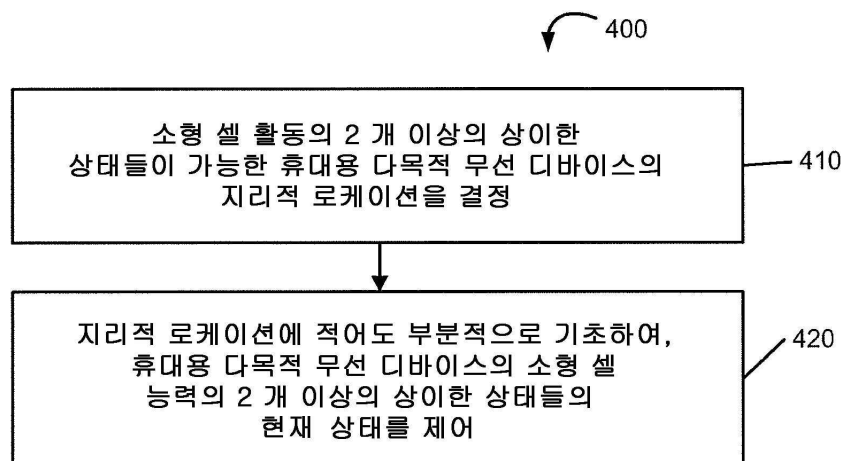 400
소형 셀 활동의 2 개 이상의 상이한
상태들이 가능한 휴대용 다목적 무선 디바이스의
지리적 로케이션을 결정
410
지리적 로케이션에 적어도 부분적으로 기초하여,
휴대용 다목적 무선 디바이스의 소형 셀
능력의 2 개 이상의 상이한 상태들의
현재 상태를 제어
420